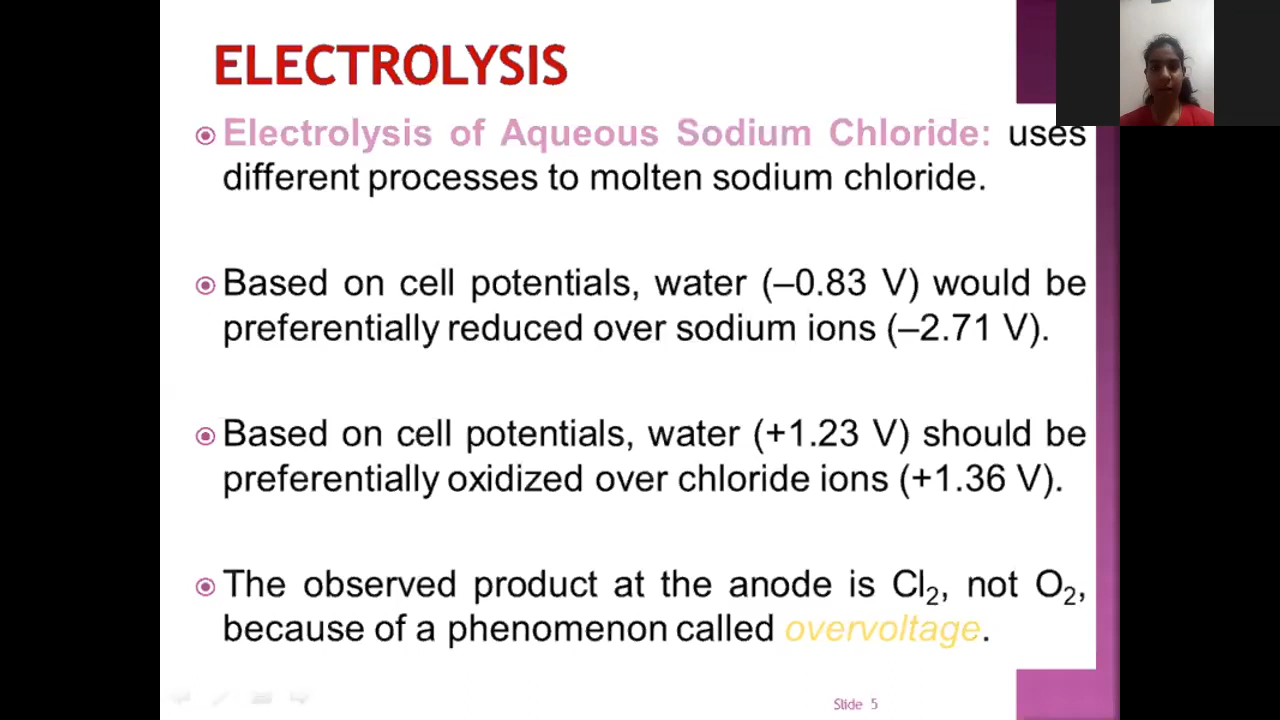 ELECTROLYSIS
Electrolysis of Aqueous Sodium Chloride: uses
different processes to molten sodium chloride.
Based on cell potentials, water (–0.83 V) would be
preferentially reduced over sodium ions (–2.71 V).
Based on cell potentials, water (+1.23 V) should be
preferentially oxidized over chloride ions (+1.36 V).
The observed product at the anode is Cl₂, not O₂,
because of a phenomenon called overvoltage.
Slide 5